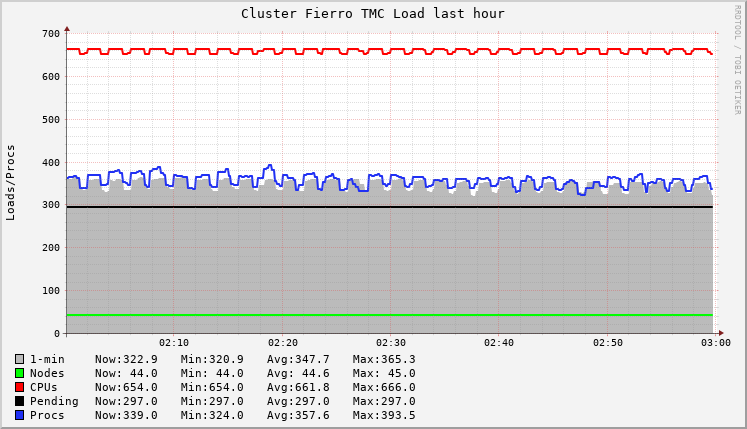 Cluster Fierro TMC Load last hour
RRDTOOL / TOBI OETIKER
Loads/Procs
700
600
500
400
300
200
100
0
02:10 02:20 02:30 02:40 02:50 03:00
1-min Now:322.9 Min:320.9 Avg:347.7 Max:365.3
Nodes Now: 44.0 Min: 44.0 Avg: 44.6 Max: 45.0
CPUs Now:654.0 Min:654.0 Avg:661.8 Max:666.0
Pending Now:297.0 Min:297.0 Avg:297.0 Max:297.0
Procs Now:339.0 Min:324.0 Avg:357.6 Max:393.5